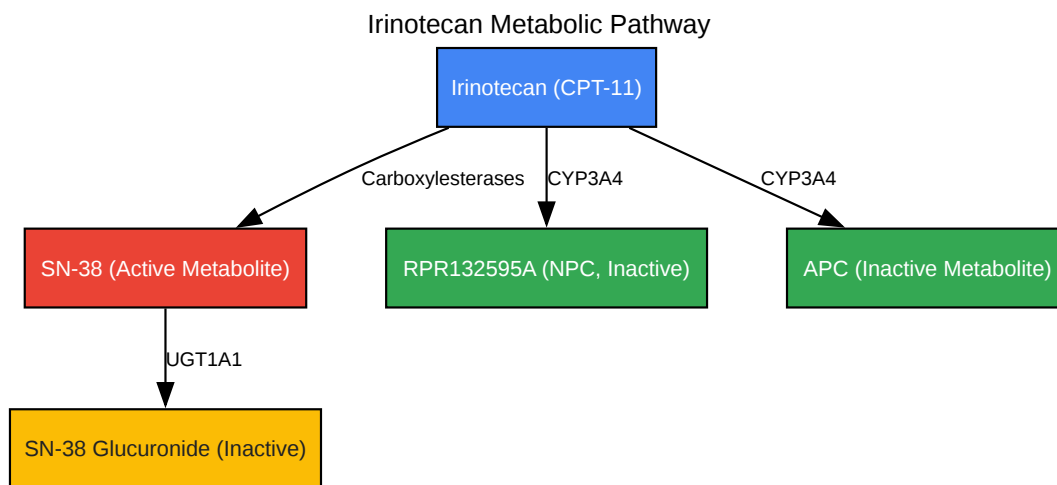 Irinotecan Metabolic Pathway
Irinotecan (CPT-11)
Carboxylesterases
CYP3A4
CYP3A4
SN-38 (Active Metabolite)
RPR132595A (NPC, Inactive)
APC (Inactive Metabolite)
UGT1A1
SN-38 Glucuronide (Inactive)